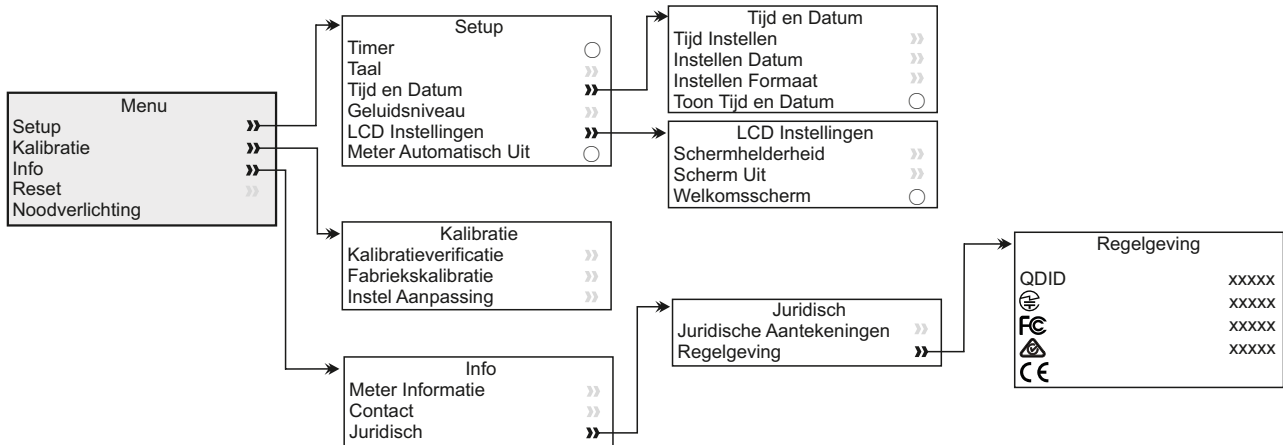 Menu
Setup
Kalibratie
Info
Reset
Noodverlichting
Setup
Timer
Taal
Tijd en Datum
Geluidsniveau
LCD Instellingen
Meter Automatisch Uit
Tijd en Datum
Tijd Instellen
Instellen Datum
Instellen Formaat
Toon Tijd en Datum
LCD Instellingen
Schermhelderheid
Scherm Uit
Welkomsscherm
Kalibratie
Kalibratieverificatie
Fabriekskalibratie
Instel Aanpassing
Info
Meter Informatie
Contact
Juridisch
Juridisch
Juridische Aantekeningen
Regelgeving
Regelgeving
QDID xxxxx
xxxxx
FC xxxxx
xxxxx
CE